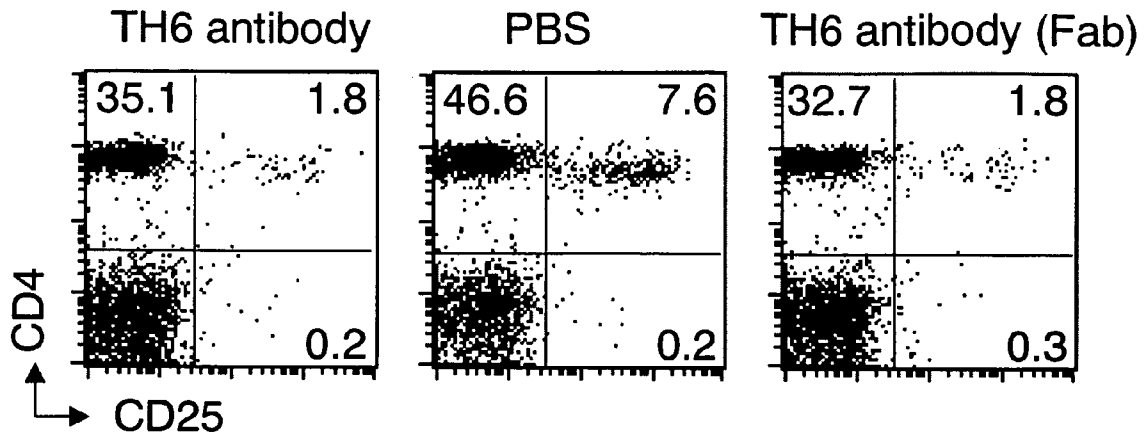 TH6 antibody PBS TH6 antibody (Fab)
35.1 1.8 46.6 7.6 32.7 1.8
0.2 0.2 0.3
CD4
CD25